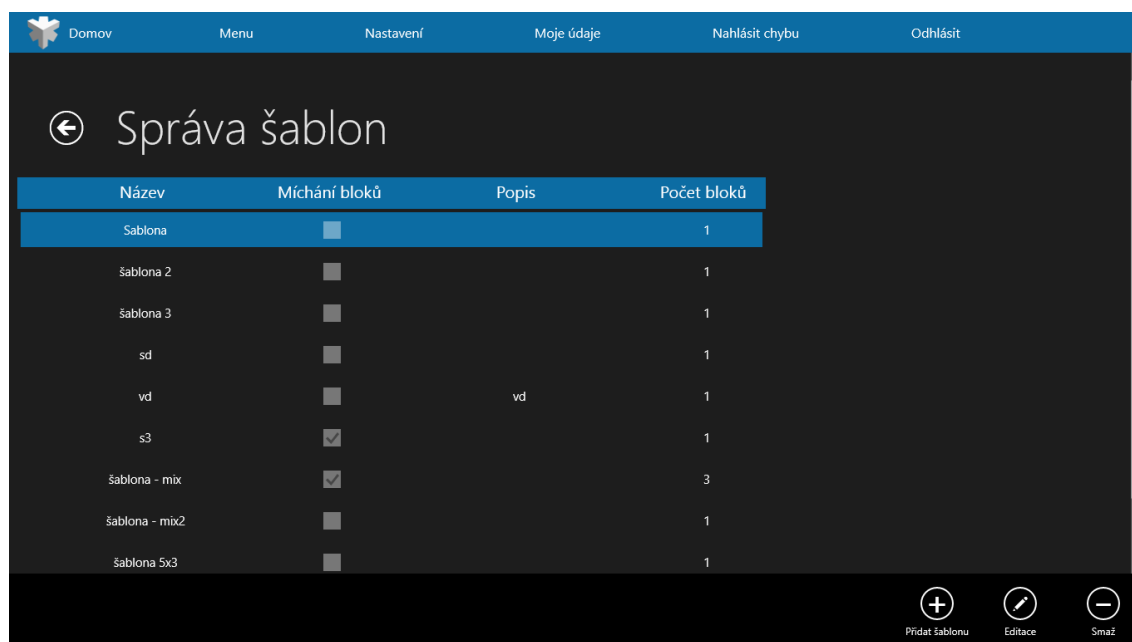 Domov Menu Nastavení Moje údaje Nahlásit chybu Odhlásit
Správa šablon
Název Míchání bloků Popis Počet bloků
Sablona 1
šablona 2 1
šablona 3 1
sd 1
vd vd 1
s3 1
šablona - mix 3
šablona - mix2 1
šablona 5x3 1
Přidat šablonu Editace Smaž